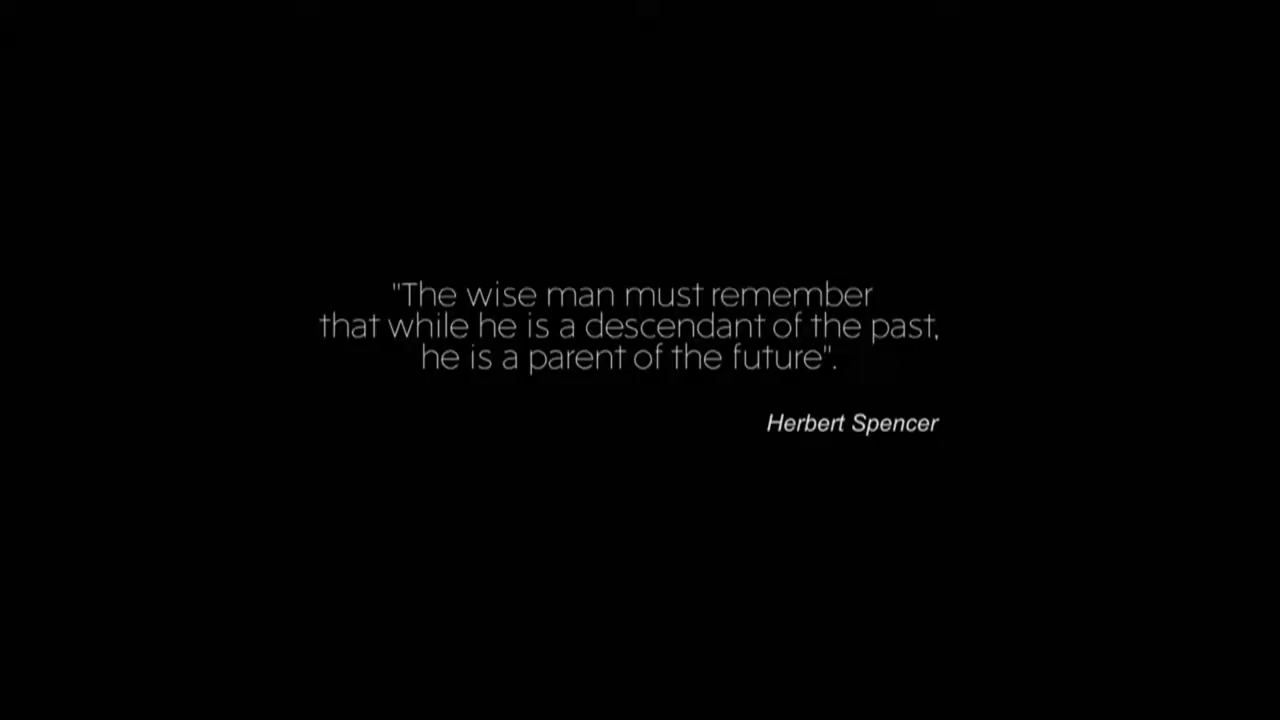 "The wise man must remember
that while he is a descendant of the past,
he is a parent of the future".
Herbert Spencer